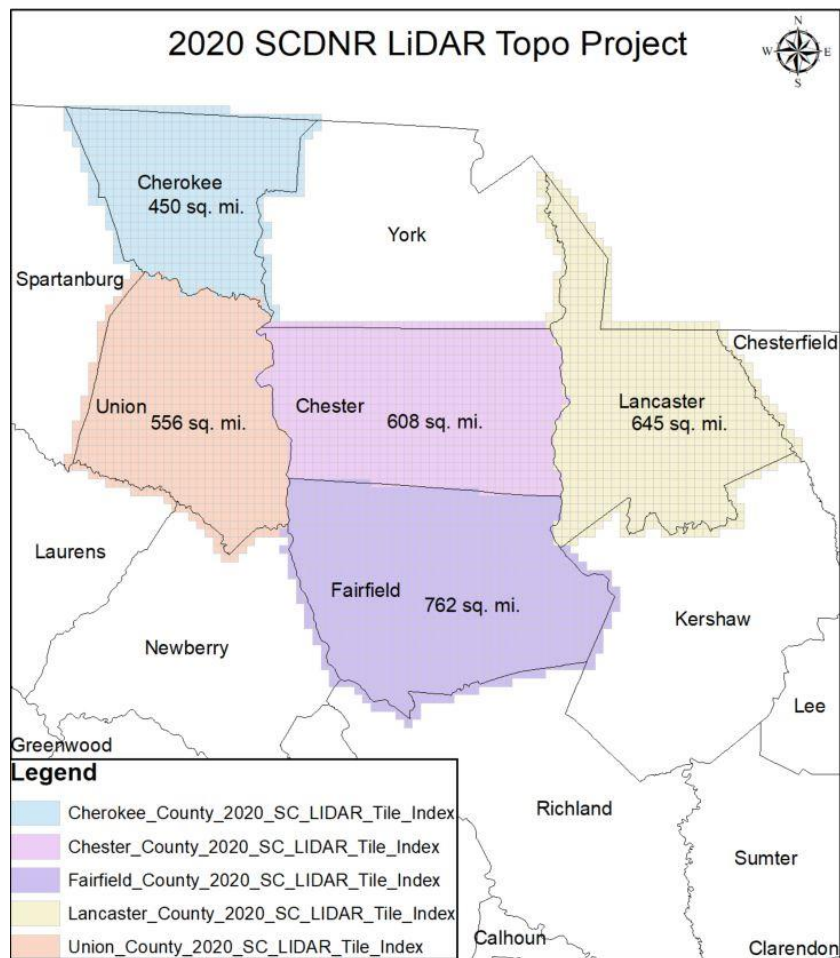 2020 SCDNR LiDAR Topo Project
N
W E
S
Cherokee
450 sq. mi.
York
Spartanburg
Chesterfield
Union
556 sq. mi.
Chester
608 sq. mi.
Lancaster
645 sq. mi.
Laurens
Fairfield
762 sq. mi.
Kershaw
Newberry
Lee
Greenwood
Richland
Sumter
Calhoun
Clarendon
Legend
Cherokee_County_2020_SC_LIDAR_Tile_Index
Chester_County_2020_SC_LIDAR_Tile_Index
Fairfield_County_2020_SC_LIDAR_Tile_Index
Lancaster_County_2020_SC_LIDAR_Tile_Index
Union_County_2020_SC_LIDAR_Tile_Index